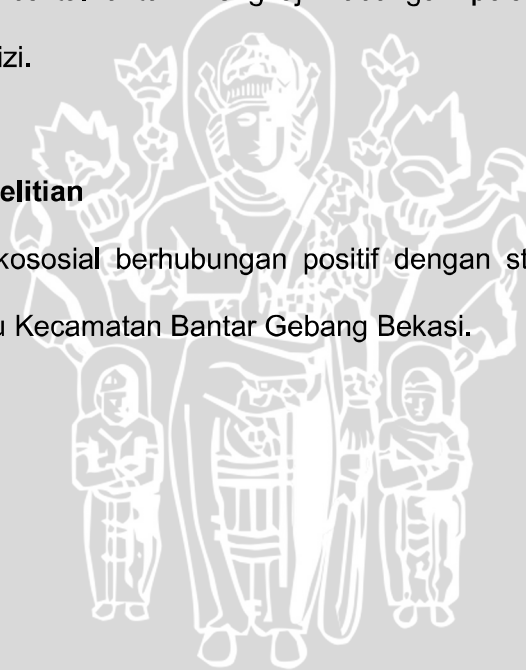 izi.
elitian
kososial berhubungan positif dengan st
u Kecamatan Bantar Gebang Bekasi.